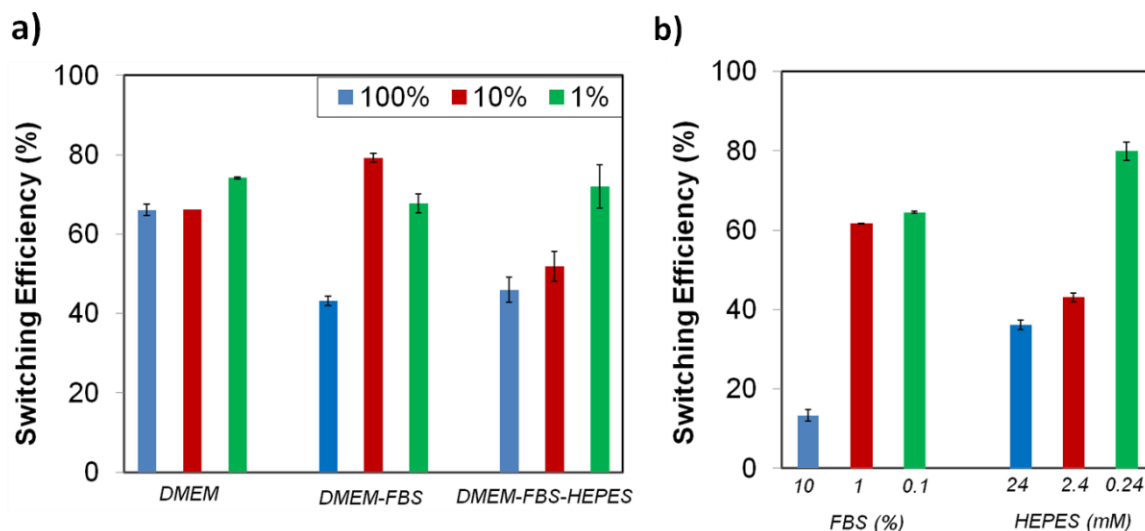 a)
Switching Efficiency (%)
100
80
60
40
20
0
100% 10% 1%
DMEM DMEM-FBS DMEM-FBS-HEPES
b)
Switching Efficiency (%)
100
80
60
40
20
0
10 1 0.1 24 2.4 0.24
FBS (%) HEPES (mM)